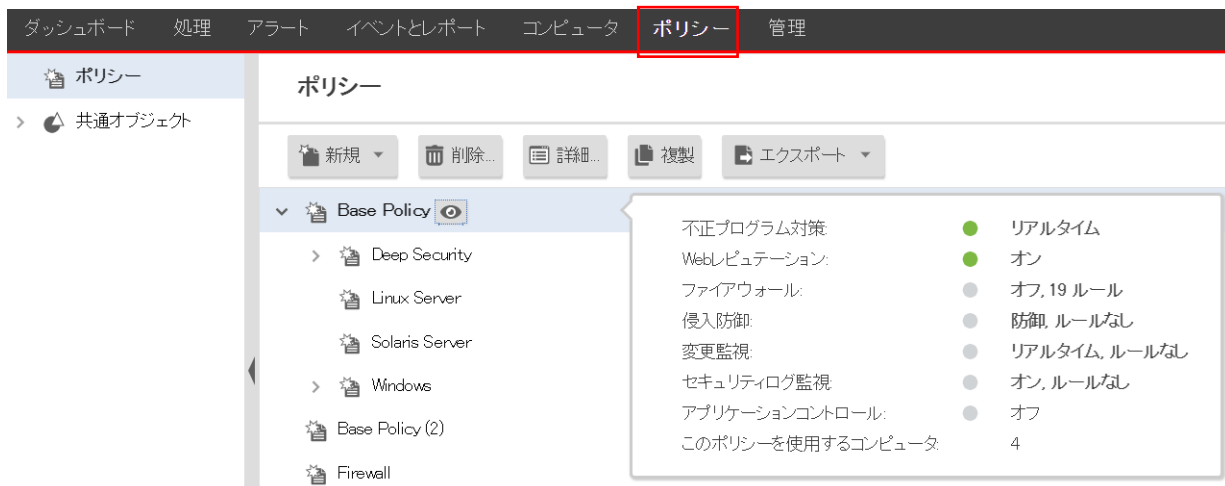 ダッシュボード 処理 アラート イベントとレポート コンピュータ ポリシー 管理
ポリシー
共通オブジェクト
ポリシー
新規 削除... 詳細... 複製 エクスポート
Base Policy
Deep Security
Linux Server
Solaris Server
Windows
Base Policy (2)
Firewall
不正プログラム対策: リアルタイム
Webレピュテーション: オン
ファイアウォール: オフ, 19 ルール
侵入防御: 防御, ルールなし
変更監視: リアルタイム, ルールなし
セキュリティログ監視: オン, ルールなし
アプリケーションコントロール: オフ
このポリシーを使用するコンピュータ: 4